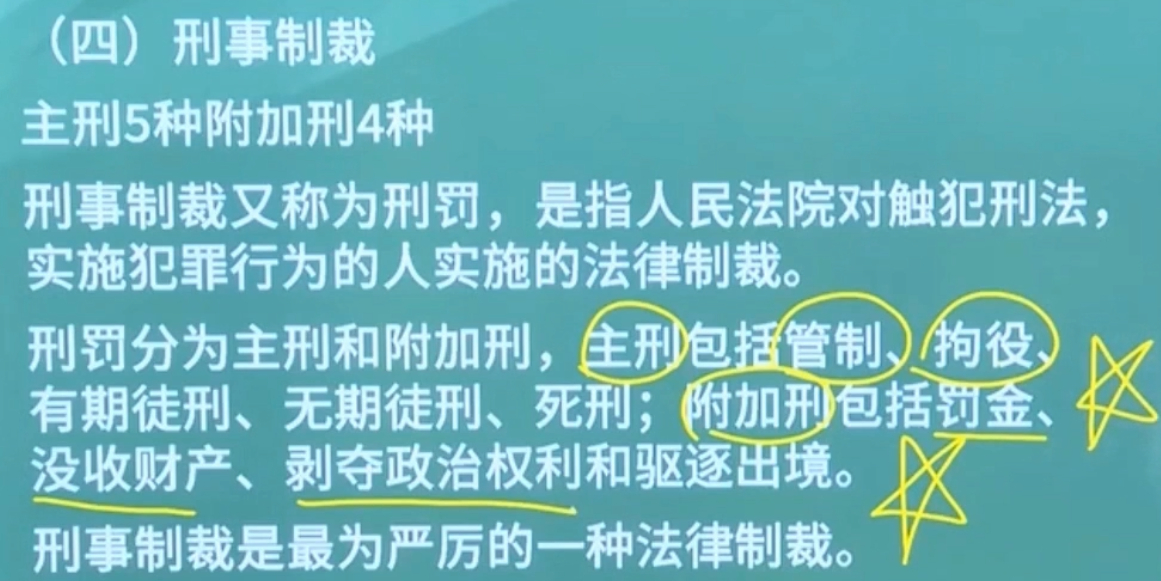 （四）刑事制裁
主刑5种附加刑4种
刑事制裁又称为刑罚，是指人民法院对触犯刑法，
实施犯罪行为的人实施的法律制裁。
刑罚分为主刑和附加刑，主刑包括管制、拘役、
有期徒刑、无期徒刑、死刑；附加刑包括罚金、
没收财产、剥夺政治权利和驱逐出境。
刑事制裁是最为严厉的一种法律制裁。